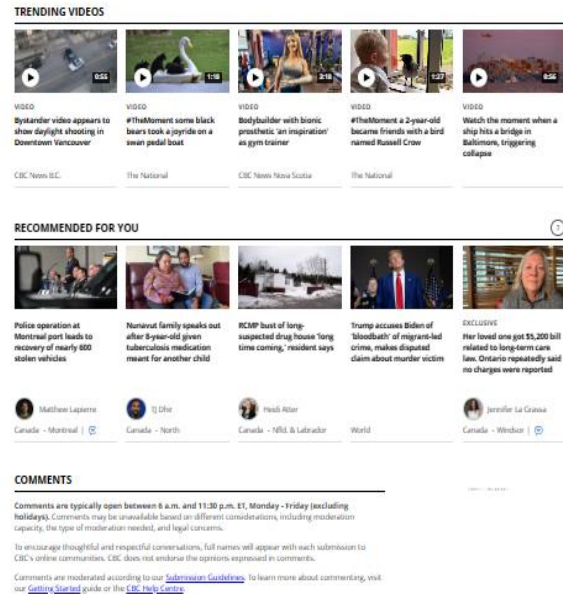 TRENDING VIDEOS
0:55
1:18
3:18
1:37
0:56
VIDEO
Bystander video appears to
show daylight shooting in
Downtown Vancouver
CBC News B.C.
VIDEO
#TheMoment some black
bears took a joyride on a
swan pedal boat
The National
VIDEO
Bodybuilder with bionic
prosthetic 'an inspiration'
as gym trainer
CBC News Nova Scotia
VIDEO
#TheMoment a 2-year-old
became friends with a bird
named Russell Crow
The National
VIDEO
Watch the moment when a
ship hits a bridge in
Baltimore, triggering
collapse
RECOMMENDED FOR YOU
?
Police operation at
Montreal port leads to
recovery of nearly 600
stolen vehicles
Matthew Lapierre
Canada - Montreal |
Nunavut family speaks out
after 8-year-old given
tuberculosis medication
meant for another child
TJ Dhir
Canada - North
RCMP bust of long-
suspected drug house 'long
time coming,' resident says
Heidi Atter
Canada - Nfld. & Labrador
Trump accuses Biden of
'bloodbath' of migrant-led
crime, makes disputed
claim about murder victim
World
EXCLUSIVE
Her loved one got $5,200 bill
related to long-term care
law. Ontario repeatedly said
no charges were reported
Jennifer La Grassa
Canada - Windsor |
COMMENTS
Comments are typically open between 6 a.m. and 11:30 p.m. ET, Monday - Friday (excluding
holidays). Comments may be unavailable based on different considerations, including moderation
capacity, the type of moderation needed, and legal concerns.
To encourage thoughtful and respectful conversations, full names will appear with each submission to
CBC's online communities. CBC does not endorse the opinions expressed in comments.
Comments are moderated according to our Submission Guidelines. To learn more about commenting, visit
our Getting Started guide or the CBC Help Centre.